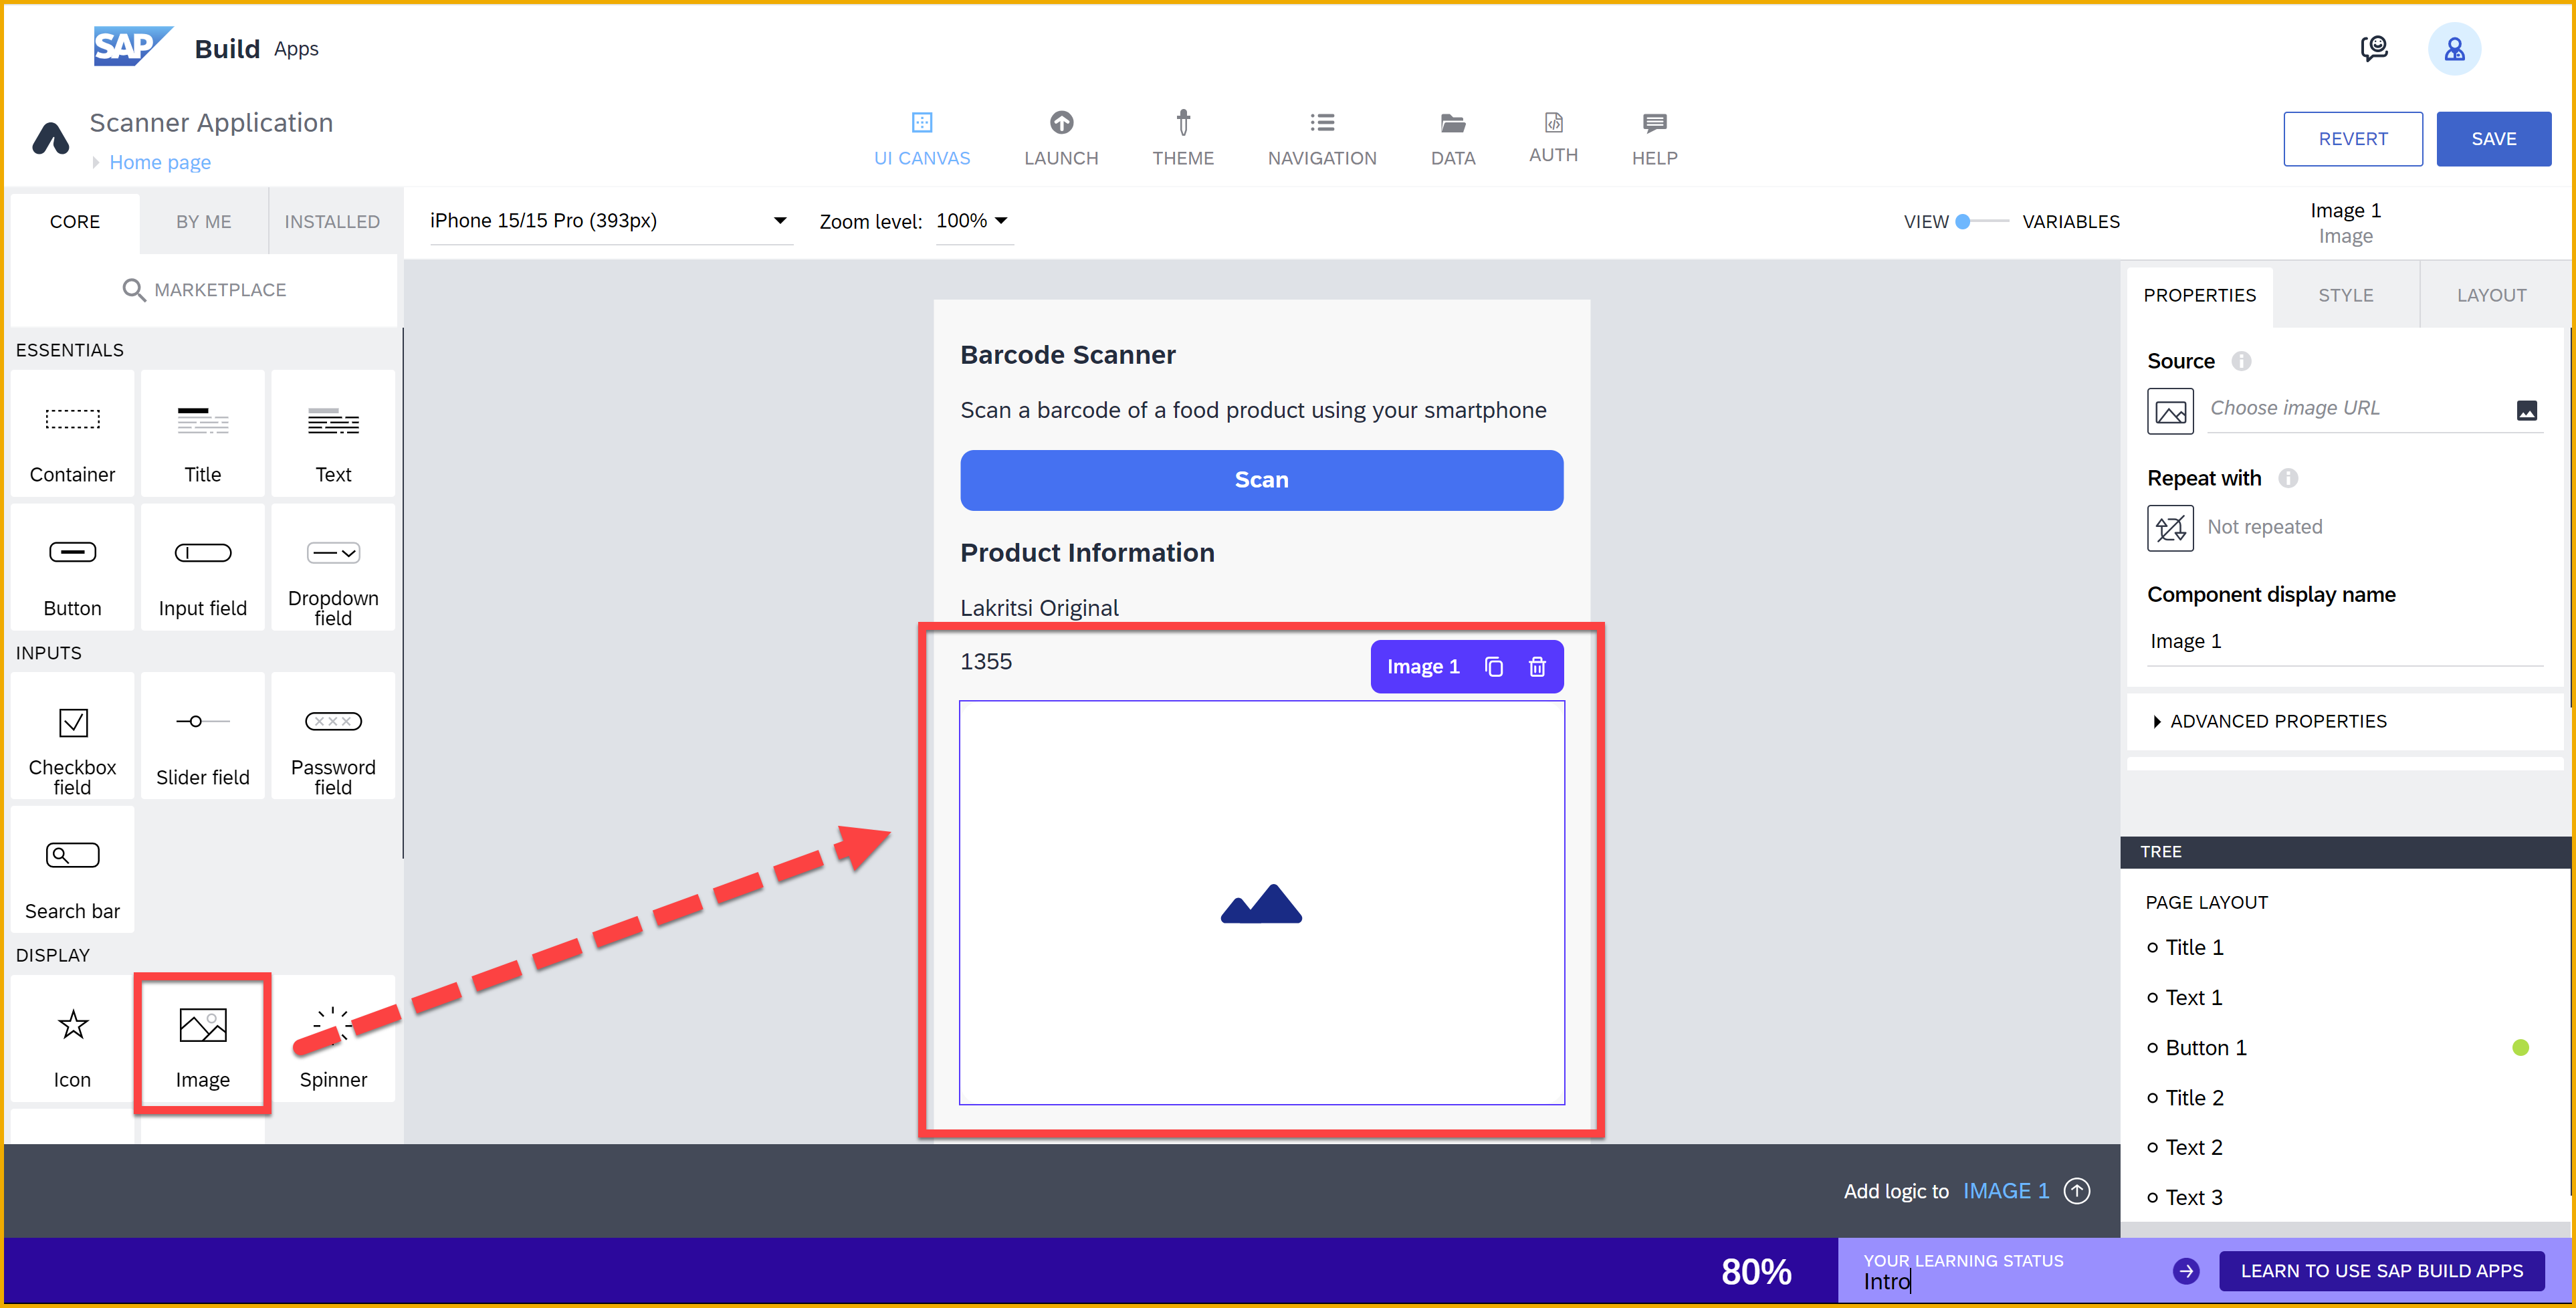 SAP Build Apps
Scanner Application
Home page
UI CANVAS
LAUNCH
THEME
NAVIGATION
DATA
AUTH
HELP
REVERT
SAVE
CORE
BY ME
INSTALLED
MARKETPLACE
iPhone 15/15 Pro (393px)
Zoom level: 100%
VIEW
VARIABLES
Image 1
Image
ESSENTIALS
Container
Title
Text
Button
Input field
Dropdown
field
INPUTS
Checkbox
field
Slider field
Password
field
Search bar
DISPLAY
Icon
Image
Spinner
Barcode Scanner
Scan a barcode of a food product using your smartphone
Scan
Product Information
Lakritsi Original
1355
Image 1
Add logic to IMAGE 1
PROPERTIES
STYLE
LAYOUT
Source
Choose image URL
Repeat with
Not repeated
Component display name
Image 1
ADVANCED PROPERTIES
TREE
PAGE LAYOUT
Title 1
Text 1
Button 1
Title 2
Text 2
Text 3
80%
YOUR LEARNING STATUS
Intro
LEARN TO USE SAP BUILD APPS